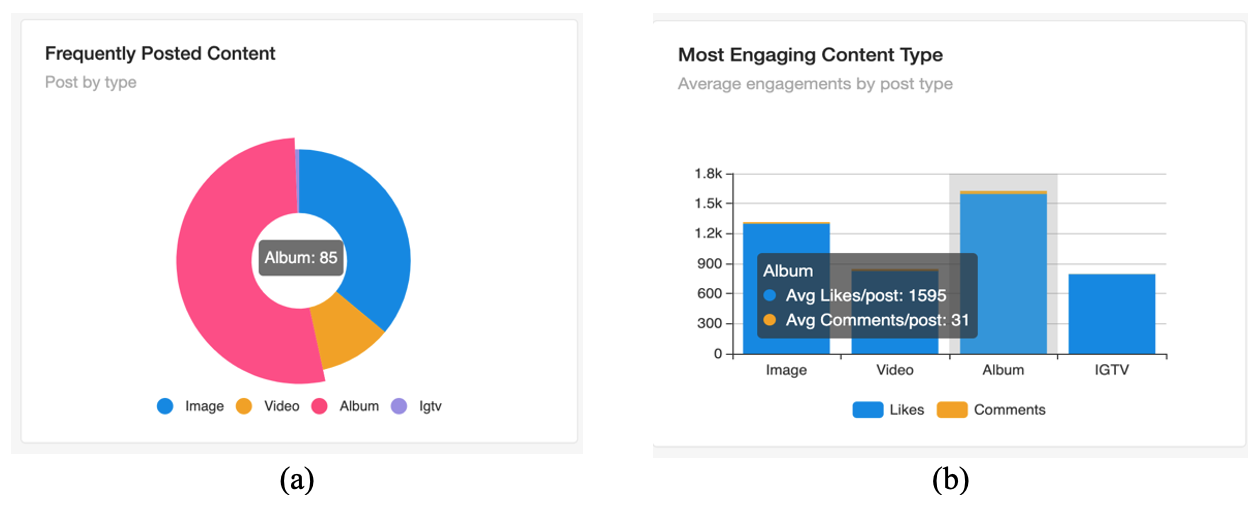 Frequently Posted Content
Post by type
Album: 85
Image Video Album Igtv
(a)
Most Engaging Content Type
Average engagements by post type
1.8k
1.5k
1.2k
900
600
300
0
Album
Avg Likes/post: 1595
Avg Comments/post: 31
Image Video Album IGTV
Likes Comments
(b)